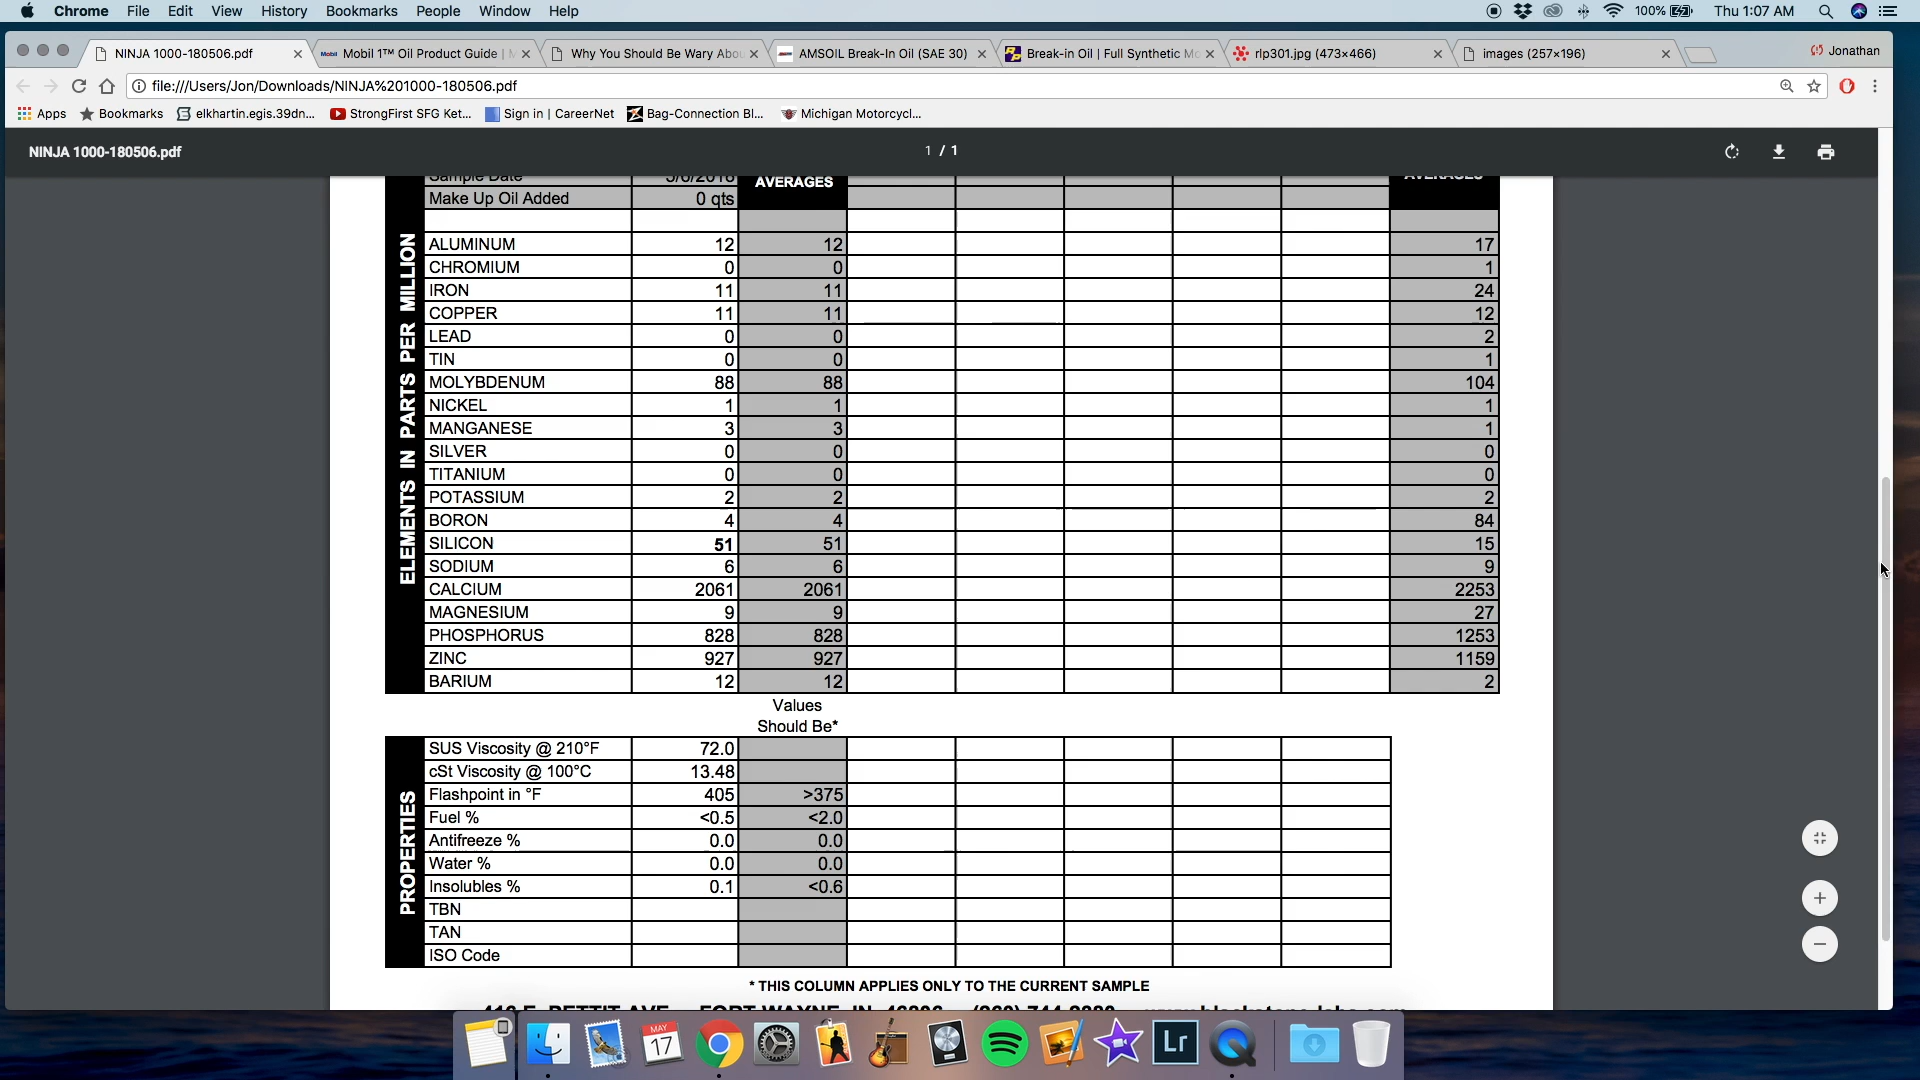 Chrome File Edit View History Bookmarks People Window Help 100% Thu 1:07 AM
NINJA 1000-180506.pdf Mobil 1™ Oil Product Guide | Why You Should Be Wary Abou AMSOIL Break-In Oil (SAE 30) Break-in Oil | Full Synthetic Mo rlp301.jpg (473×466) images (257×196) Jonathan
file:///Users/Jon/Downloads/NINJA%201000-180506.pdf
Apps Bookmarks elkhartin.egis.39dn... StrongFirst SFG Ket... Sign in | CareerNet Bag-Connection Bl... Michigan Motorcycl...
NINJA 1000-180506.pdf 1 / 1
Sample Date 5/6/2018 AVERAGES AVERAGES
Make Up Oil Added 0 qts
ELEMENTS IN PARTS PER MILLION
ALUMINUM 12 12 17
CHROMIUM 0 0 1
IRON 11 11 24
COPPER 11 11 12
LEAD 0 0 2
TIN 0 0 1
MOLYBDENUM 88 88 104
NICKEL 1 1 1
MANGANESE 3 3 1
SILVER 0 0 0
TITANIUM 0 0 0
POTASSIUM 2 2 2
BORON 4 4 84
SILICON 51 51 15
SODIUM 6 6 9
CALCIUM 2061 2061 2253
MAGNESIUM 9 9 27
PHOSPHORUS 828 828 1253
ZINC 927 927 1159
BARIUM 12 12 2
Values
Should Be*
PROPERTIES
SUS Viscosity @ 210°F 72.0
cSt Viscosity @ 100°C 13.48
Flashpoint in °F 405 >375
Fuel % <0.5 <2.0
Antifreeze % 0.0 0.0
Water % 0.0 0.0
Insolubles % 0.1 <0.6
TBN
TAN
ISO Code
* THIS COLUMN APPLIES ONLY TO THE CURRENT SAMPLE
MAY
17
Lr